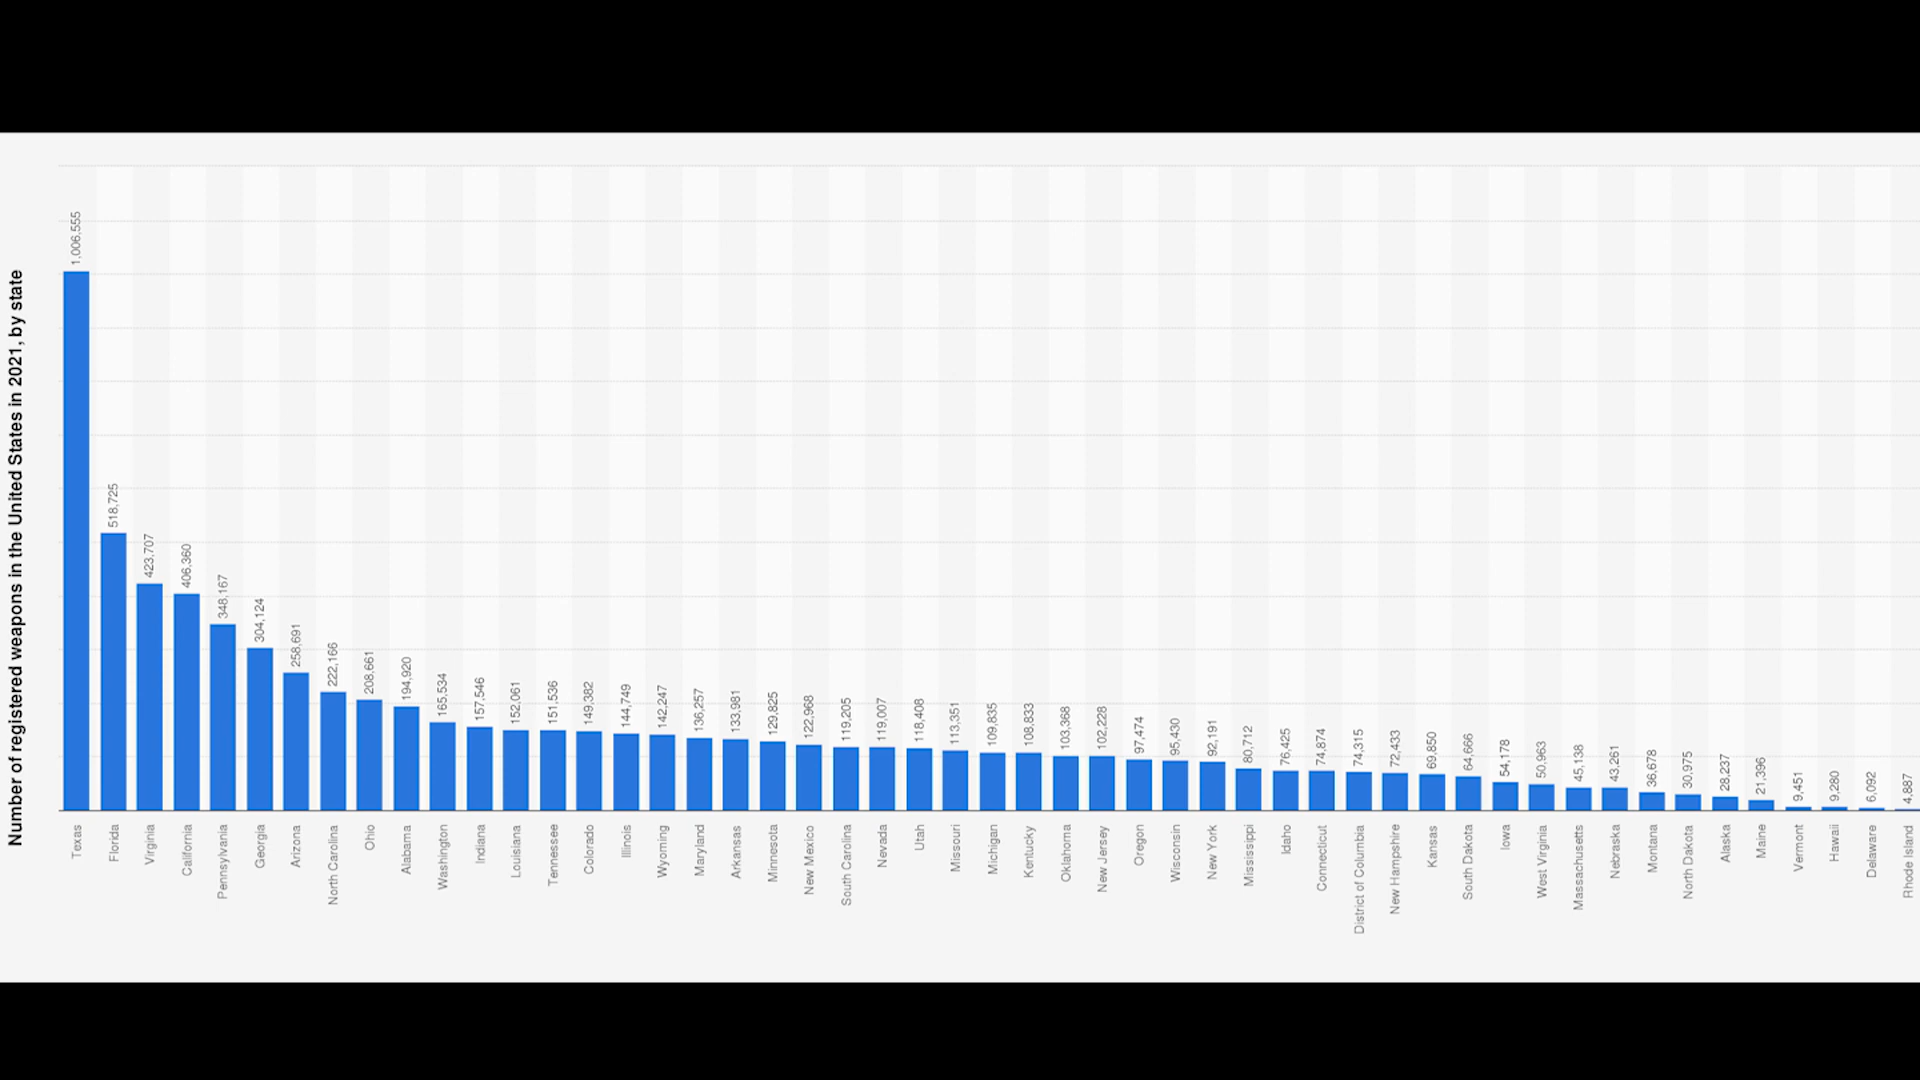 Number of registered weapons in the United States in 2021, by state
1,006,555
518,725
423,707
406,360
348,167
304,124
258,691
222,166
208,661
194,920
165,534
157,546
152,061
151,536
149,382
144,749
142,247
136,257
133,981
129,825
122,968
119,205
119,007
118,408
113,351
109,835
108,833
103,368
102,228
97,474
95,430
92,191
80,712
76,425
74,874
74,315
72,433
69,850
64,666
54,178
50,963
45,138
43,261
36,678
30,975
28,237
21,396
9,451
9,280
6,092
4,887
Texas
Florida
Virginia
California
Pennsylvania
Georgia
Arizona
North Carolina
Ohio
Alabama
Washington
Indiana
Louisiana
Tennessee
Colorado
Illinois
Wyoming
Maryland
Arkansas
Minnesota
New Mexico
South Carolina
Nevada
Utah
Missouri
Michigan
Kentucky
Oklahoma
New Jersey
Oregon
Wisconsin
New York
Mississippi
Idaho
Connecticut
District of Columbia
New Hampshire
Kansas
South Dakota
Iowa
West Virginia
Massachusetts
Nebraska
Montana
North Dakota
Alaska
Maine
Vermont
Hawaii
Delaware
Rhode Island